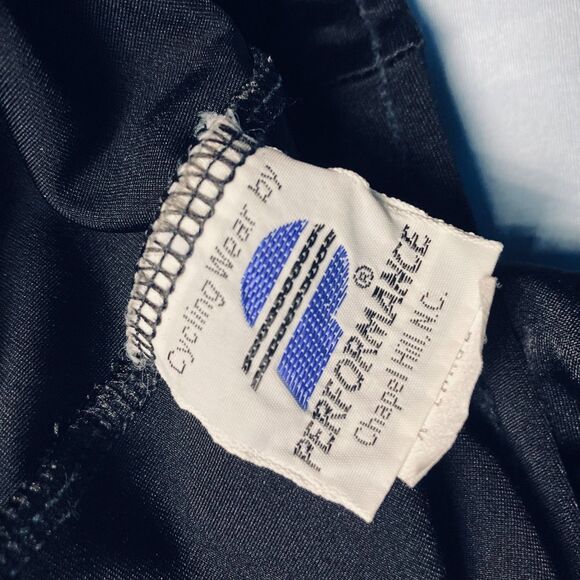 Cycling Wear by
PERFORMANCE®
Chapel Hill, N.C.